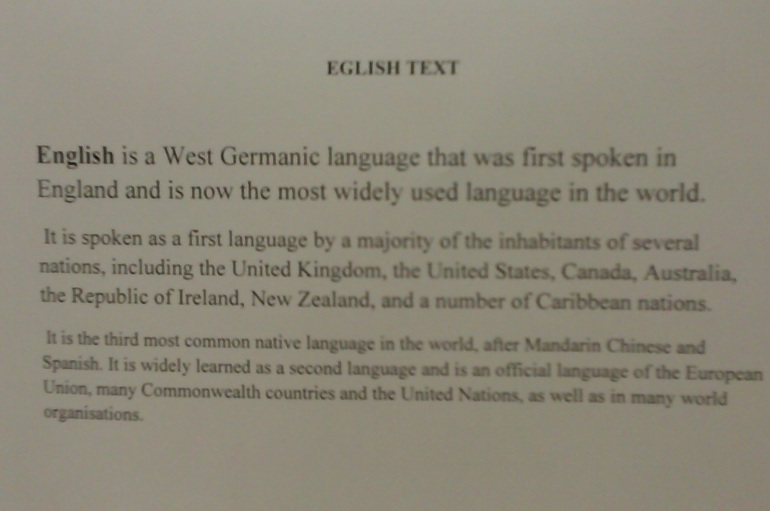 EGLISH TEXT
English is a West Germanic language that was first spoken in
England and is now the most widely used language in the world.
It is spoken as a first language by a majority of the inhabitants of several
nations, including the United Kingdom, the United States, Canada, Australia,
the Republic of Ireland, New Zealand, and a number of Caribbean nations.
It is the third most common native language in the world, after Mandarin Chinese and
Spanish. It is widely learned as a second language and is an official language of the European
Union, many Commonwealth countries and the United Nations, as well as in many world
organisations.